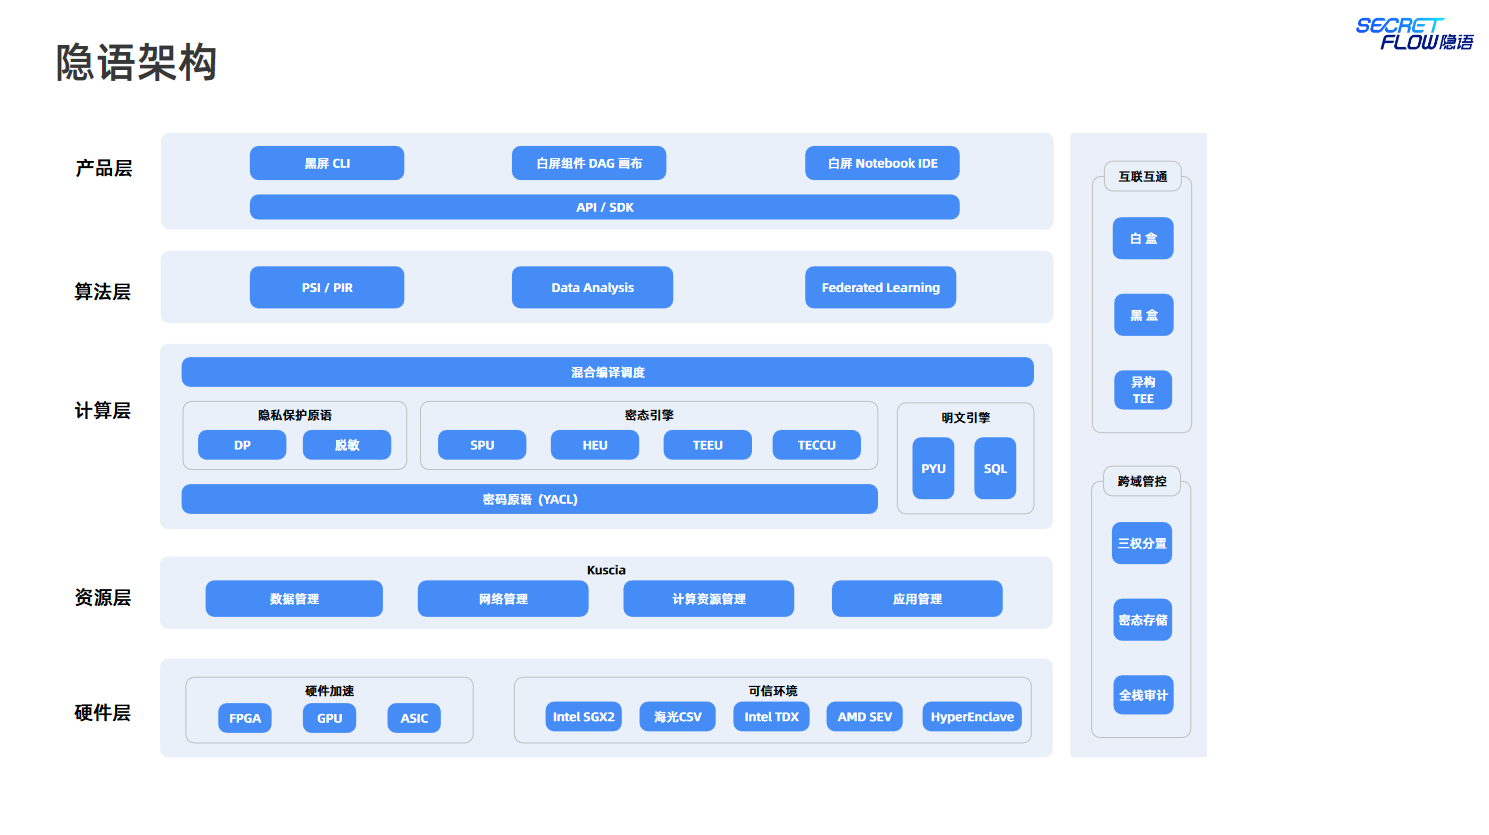 隐语架构
SECRET
FLOW隐语
产品层
黑屏 CLI
白屏组件 DAG 画布
白屏 Notebook IDE
API / SDK
算法层
PSI / PIR
Data Analysis
Federated Learning
计算层
混合编译调度
隐私保护原语
DP
脱敏
密态引擎
SPU
HEU
TEEU
TECCU
明文引擎
PYU
SQL
密码原语 (YACL)
资源层
Kuscia
数据管理
网络管理
计算资源管理
应用管理
硬件层
硬件加速
FPGA
GPU
ASIC
可信环境
Intel SGX2
海光CSV
Intel TDX
AMD SEV
HyperEnclave
互联互通
白 盒
黑 盒
异构
TEE
跨域管控
三权分置
密态存储
全栈审计